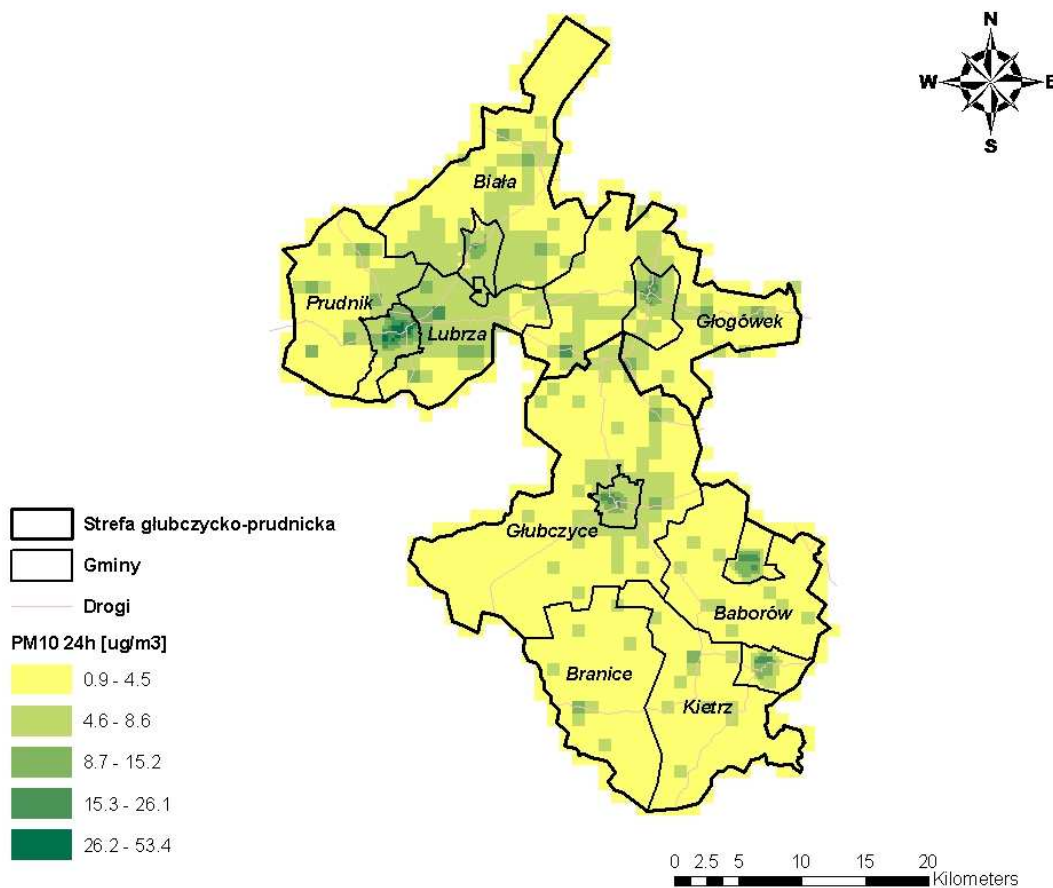 N
W E
S
Biała
Prudnik
Lubrza
Głogówek
Głubczyce
Baborów
Branice
Kietrz
Strefa głubczycko-prudnicka
Gminy
Drogi
PM10 24h [ug/m3]
0.9 - 4.5
4.6 - 8.6
8.7 - 15.2
15.3 - 26.1
26.2 - 53.4
0 2.5 5 10 15 20
Kilometers